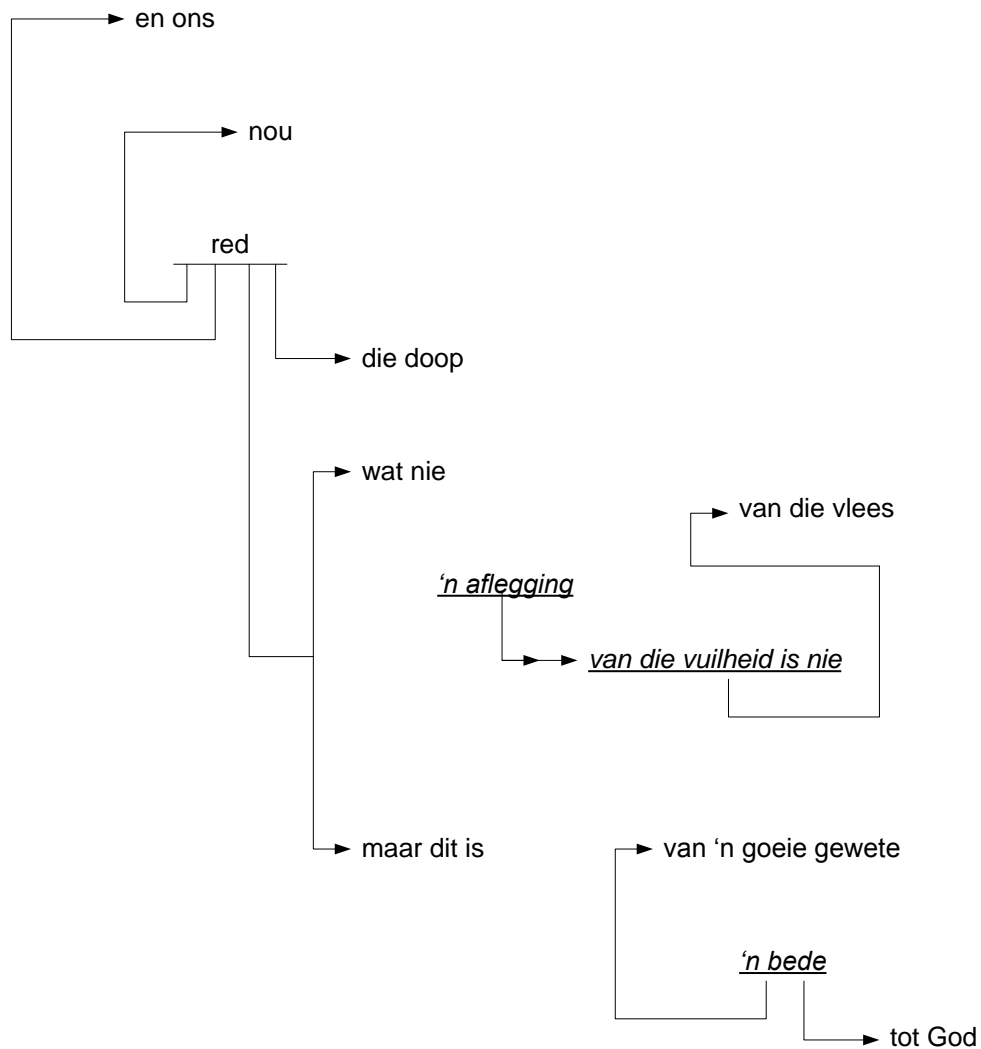 en ons
nou
red
die doop
wat nie
van die vlees
‘n aflegging
van die vuilheid is nie
maar dit is
van ‘n goeie gewete
‘n bede
tot God